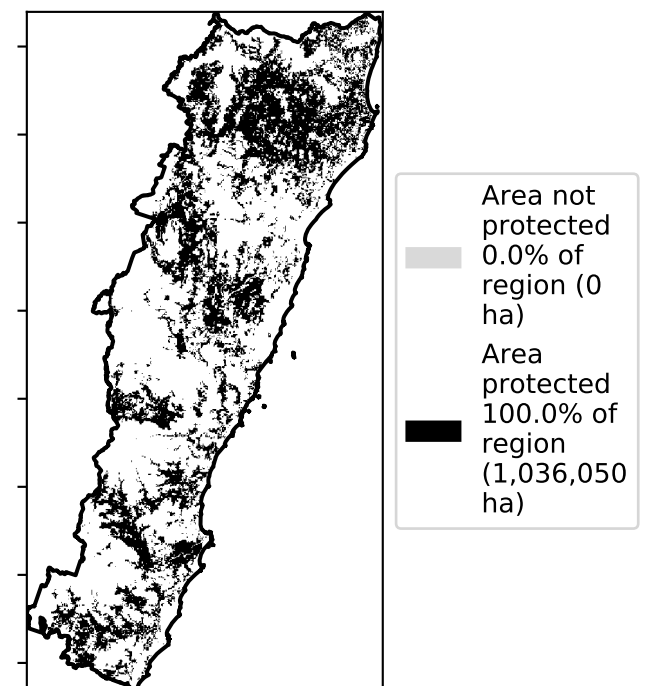 Area not
protected
0.0% of
region (0
ha)
Area
protected
100.0% of
region
(1,036,050
ha)